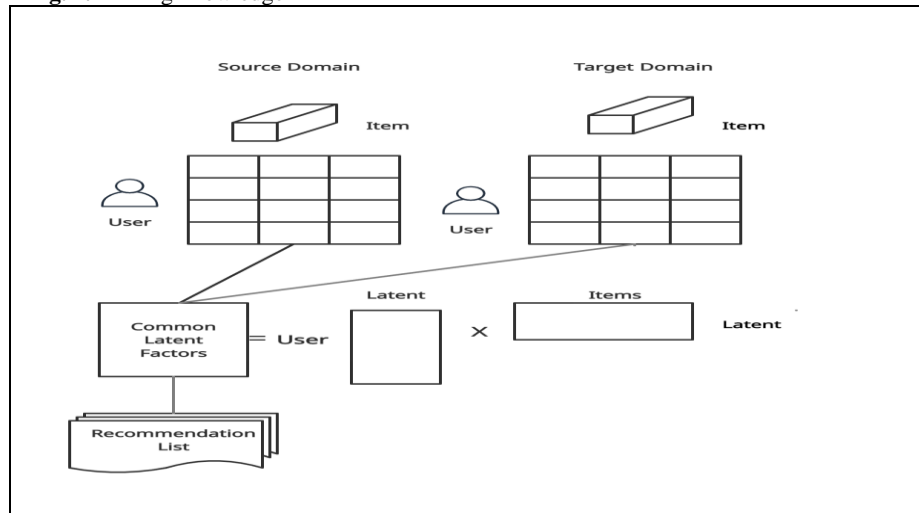 Source Domain
Target Domain
Item
Item
User
User
Latent
Items
Common
Latent
Factors
= User
X
Latent
Recommendation
List